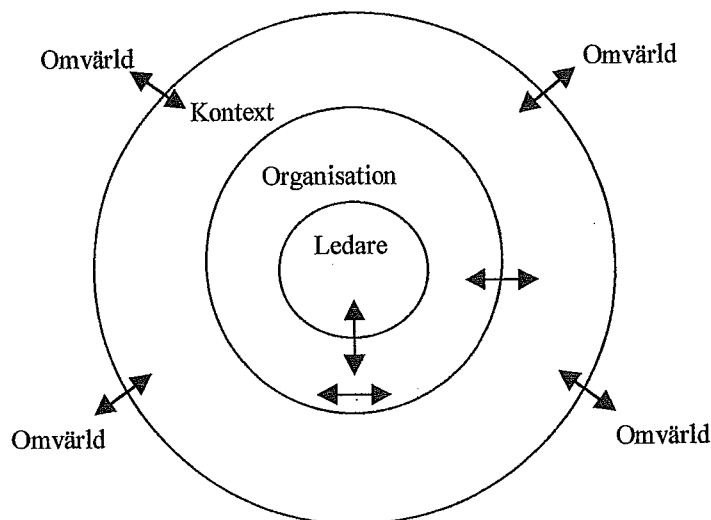 Omvärld
Omvärld
Kontext
Organisation
Ledare
Omvärld
Omvärld